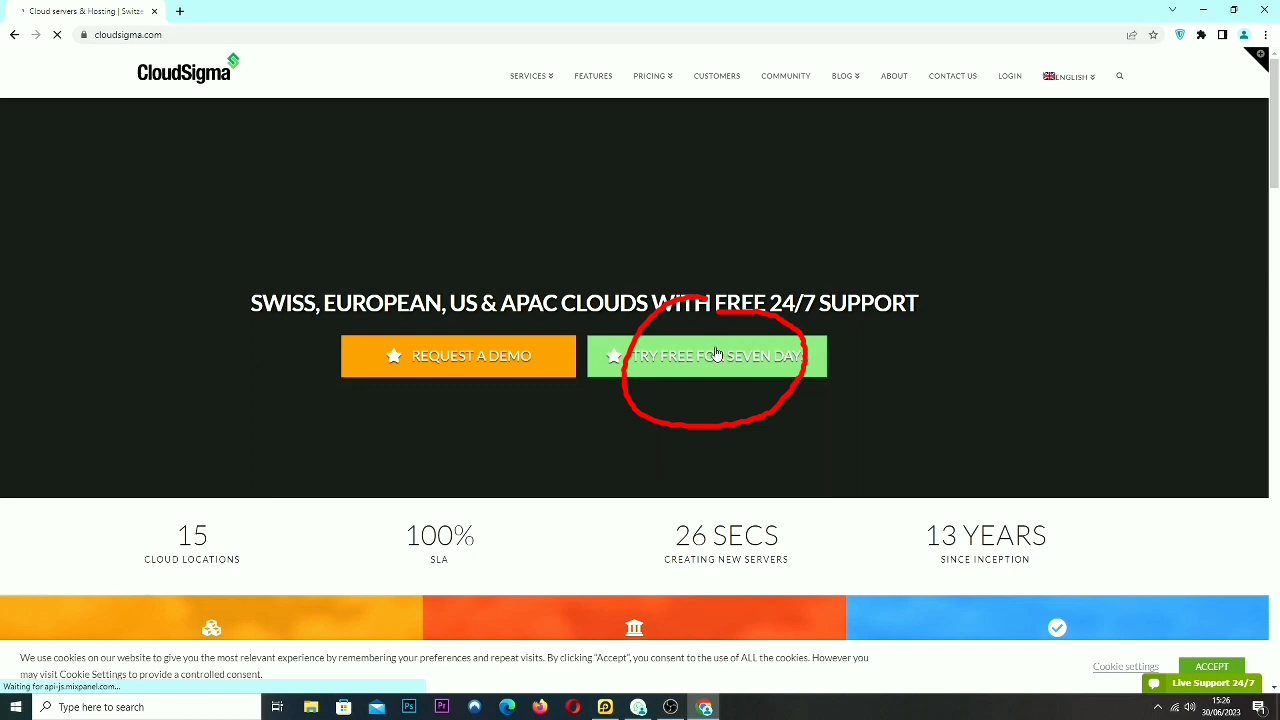 Cloud servers & Hosting | Switze
cloudsigma.com
CloudSigma
SERVICES
FEATURES
PRICING
CUSTOMERS
COMMUNITY
BLOG
ABOUT
CONTACT US
LOGIN
ENGLISH
SWISS, EUROPEAN, US & APAC CLOUDS WITH FREE 24/7 SUPPORT
REQUEST A DEMO
TRY FREE FOR SEVEN DAYS
15
CLOUD LOCATIONS
100%
SLA
26 SECS
CREATING NEW SERVERS
13 YEARS
SINCE INCEPTION
We use cookies on our website to give you the most relevant experience by remembering your preferences and repeat visits. By clicking “Accept”, you consent to the use of ALL the cookies. However you
may visit Cookie Settings to provide a controlled consent.
Cookie settings
ACCEPT
Waiting for api-js.mixpanel.com...
Live Support 24/7
Type here to search
15:26
30/06/2023